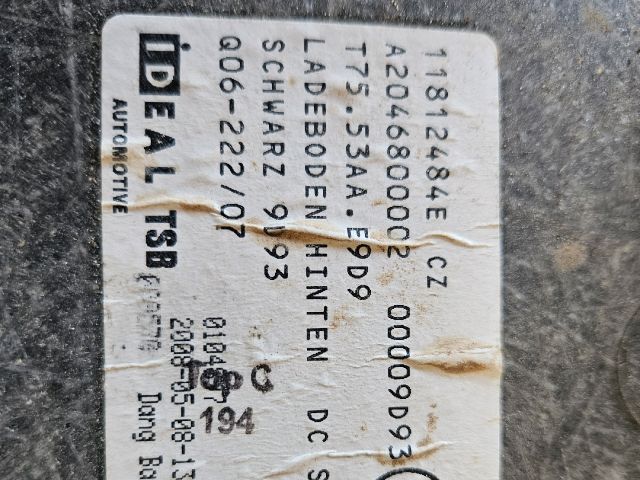 11812484E CZ
A2046800002 00009D93
T75.53AA.E9D9
LADEBODEN HINTEN DC S
SCHWARZ 9D93
Q06-222/07
iDEAL TSB
AUTOMOTIVE
2008-05-08-13
194
Dang Ba